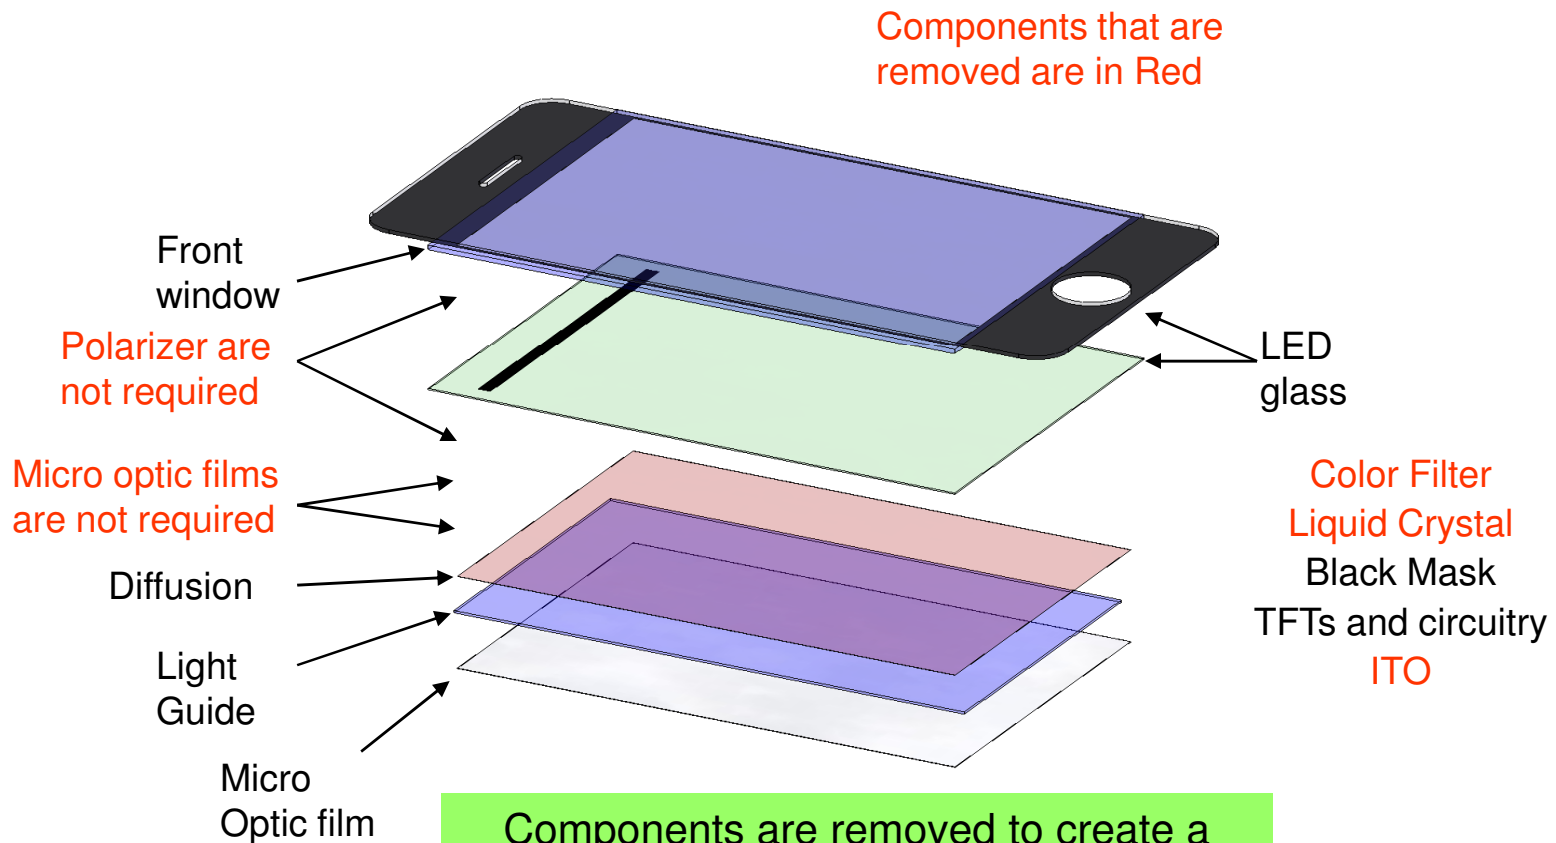 Components that are
removed are in Red
Front
window
Polarizer are
not required
LED
glass
Micro optic films
are not required
Color Filter
Liquid Crystal
Black Mask
TFTs and circuitry
ITO
Diffusion
Light
Guide
Micro
Optic film
Components are removed to create a